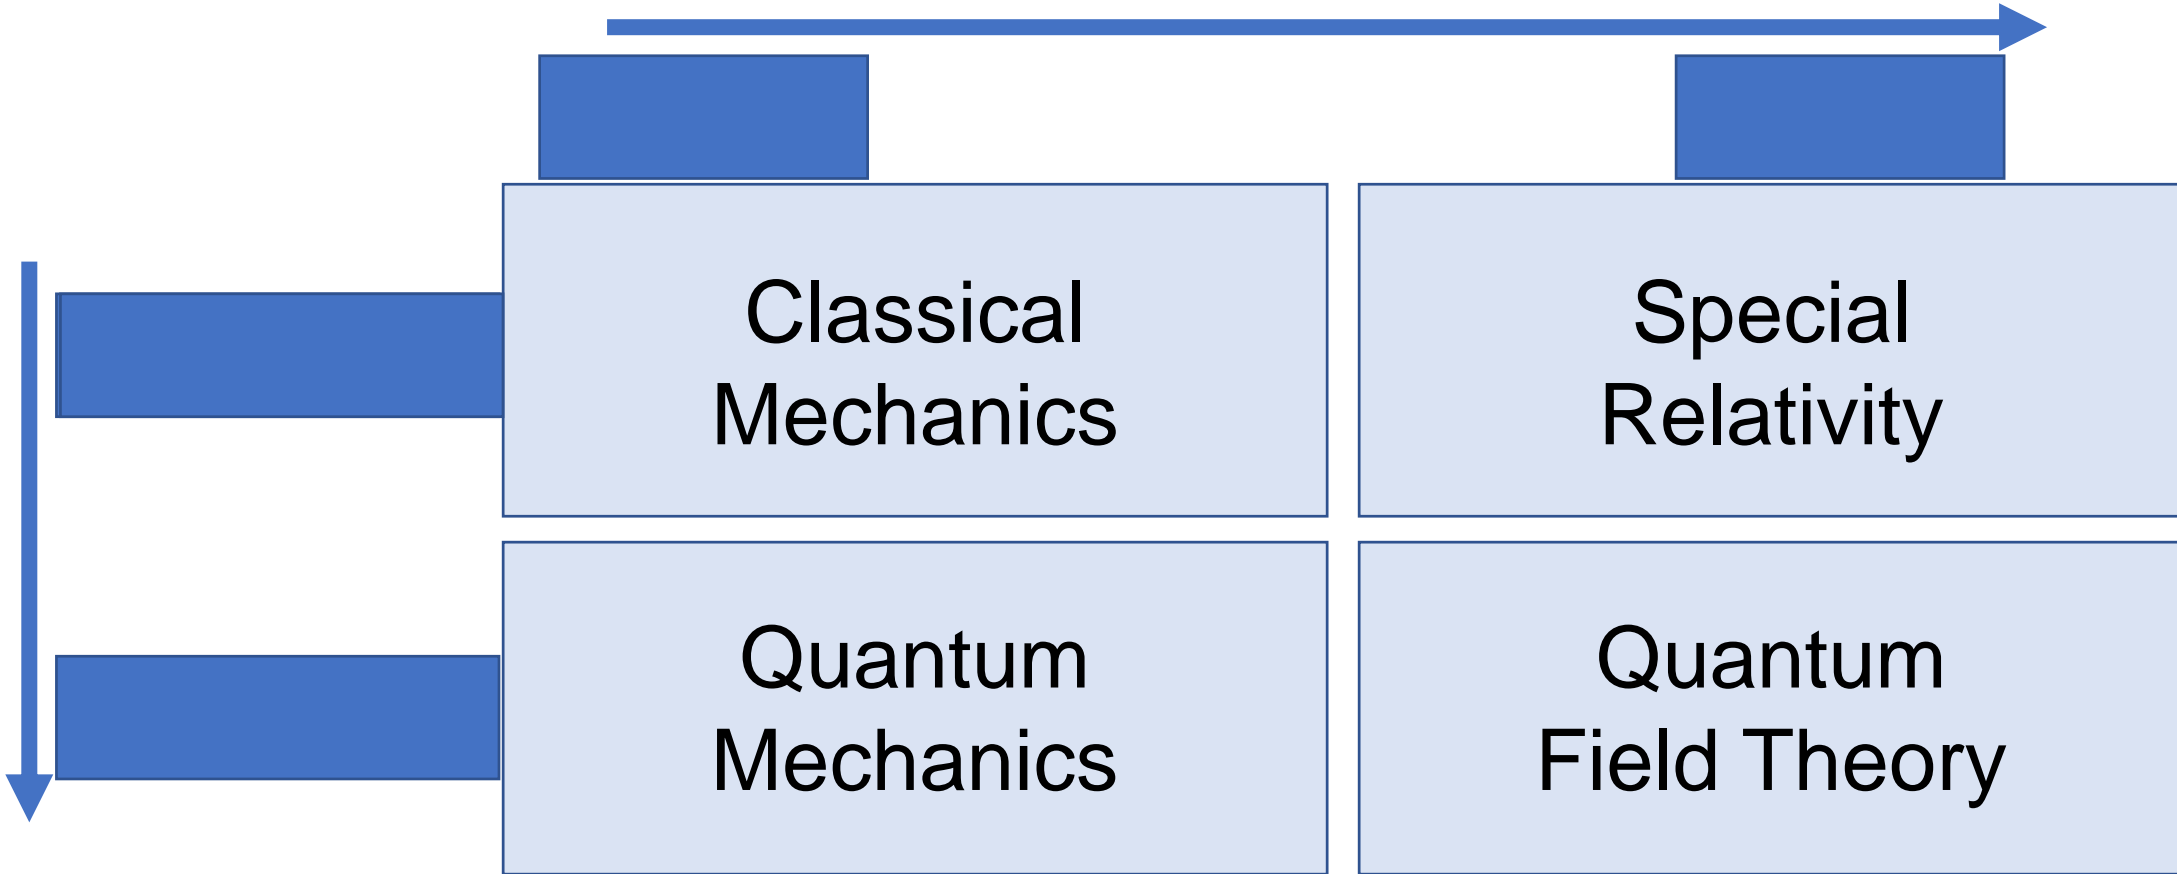 Classical
Mechanics
Special
Relativity
Quantum
Mechanics
Quantum
Field Theory